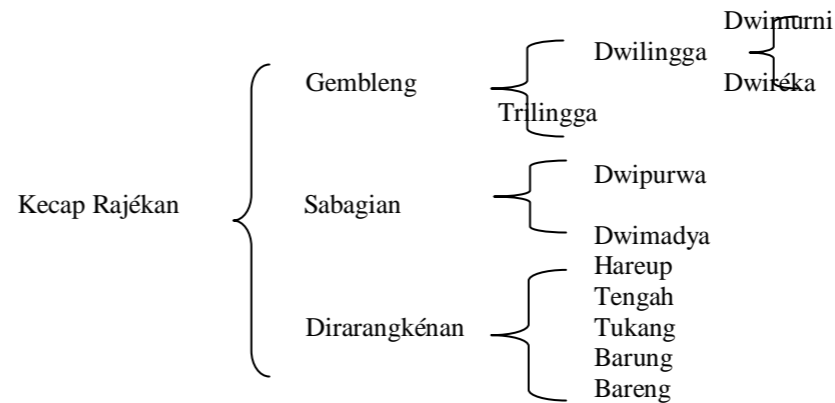 Dwimurni
Dwilingga
Gembleng
Dwiréka
Trilingga
Dwipurwa
Kecap Rajékan
Sabagian
Dwimadya
Hareup
Tengah
Dirarangkénan
Tukang
Barung
Bareng